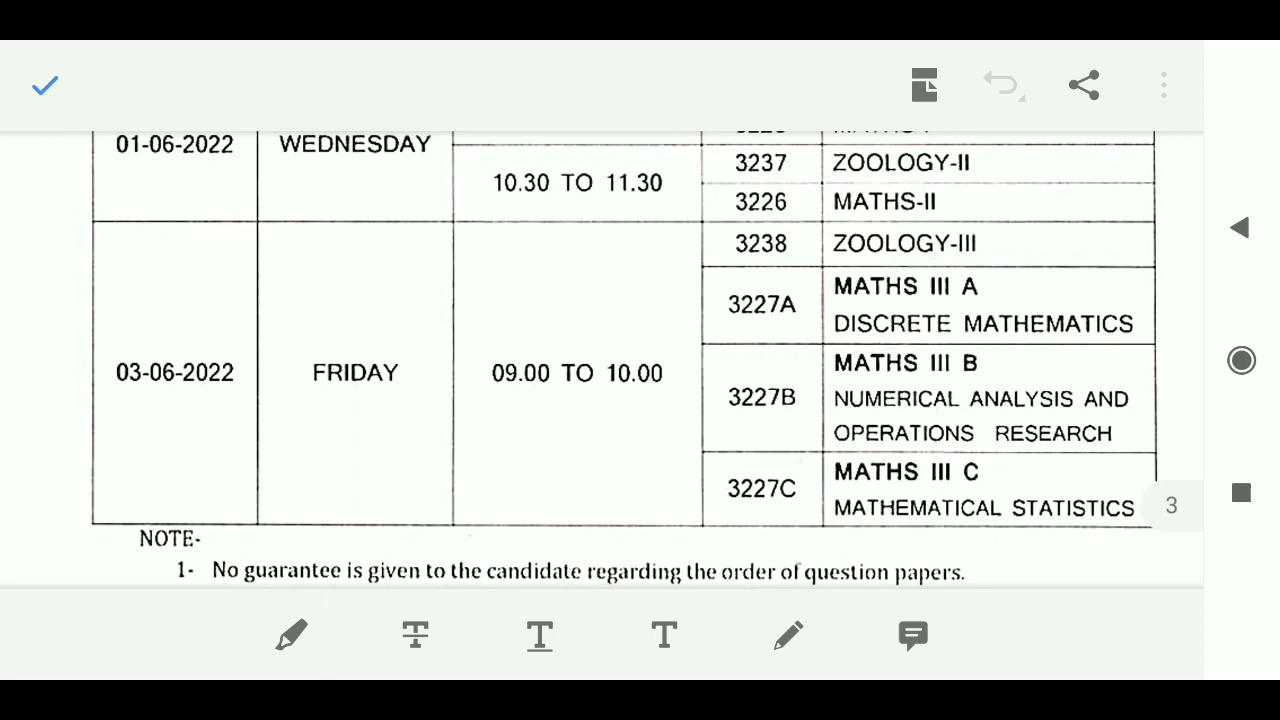 01-06-2022 WEDNESDAY
10.30 TO 11.30 3237 ZOOLOGY-II
3226 MATHS-II
03-06-2022 FRIDAY 09.00 TO 10.00 3238 ZOOLOGY-III
3227A MATHS III A
DISCRETE MATHEMATICS
3227B MATHS III B
NUMERICAL ANALYSIS AND
OPERATIONS RESEARCH
3227C MATHS III C
MATHEMATICAL STATISTICS
3
NOTE-
1- No guarantee is given to the candidate regarding the order of question papers.